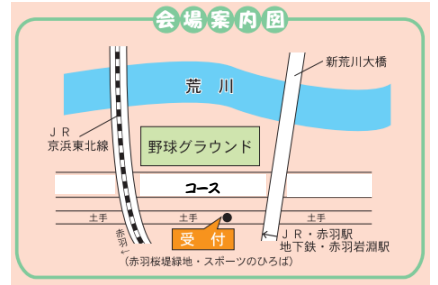 会場案内図
新荒川大橋
荒川
ＪＲ
京浜東北線
野球グラウンド
コース
土手
土手
土手
赤羽↓
受付
ＪＲ・赤羽駅
地下鉄・赤羽岩淵駅
（赤羽桜堤緑地・スポーツのひろば）